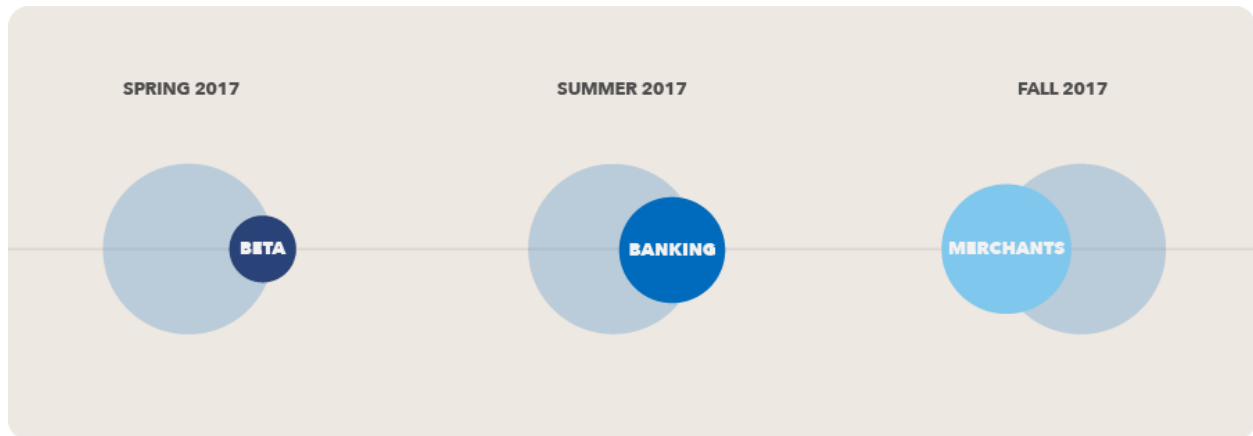 SPRING 2017
SUMMER 2017
FALL 2017
BETA
BANKING
MERCHANTS